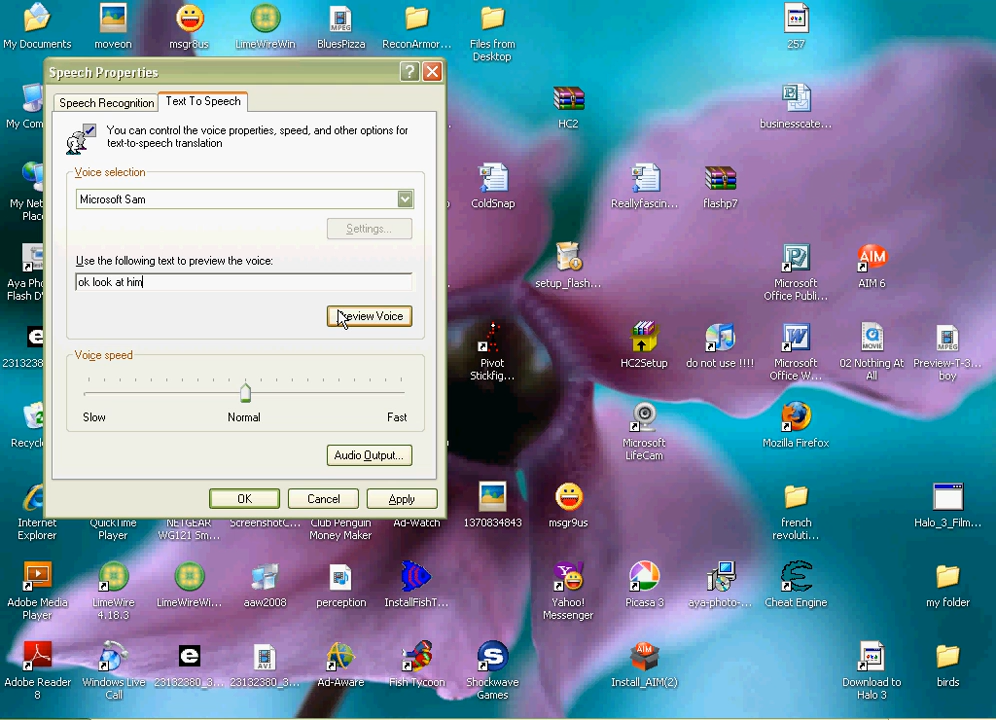 My Documents
moveon
msgr8us
LimeWireWin
BluesPizza
ReconArmor...
Files from
Desktop
257
Speech Properties
Speech Recognition
Text To Speech
You can control the voice properties, speed, and other options for
text-to-speech translation
Voice selection
Microsoft Sam
Settings...
Use the following text to preview the voice:
ok look at him
Preview Voice
Voice speed
Slow
Normal
Fast
Audio Output...
OK
Cancel
Apply
My Com
HC2
businesscate...
My Net
Place
ColdSnap
Reallyfascin...
flashp7
Aya Pho
Flash D
setup_flash...
Microsoft
Office Publi...
AIM
AIM 6
2313238
Pivot
Stickfig...
HC2Setup
do not use !!!!
Microsoft
Office W...
MOVIE
02 Nothing At
All
MPEG
Preview-T-3...
boy
Recycl
Microsoft
LifeCam
Mozilla Firefox
Internet
Explorer
QuickTime
Player
NETGEAR
WG121 Sm...
ScreenshotC...
Club Penguin
Money Maker
Ad-Watch
1370834843
msgr9us
french
revoluti...
Halo_3_Film...
Adobe Media
Player
LimeWire
4.18.3
LimeWireWi...
aaw2008
perception
InstallFishT...
Yahoo!
Messenger
Picasa 3
aya-photo-...
Cheat Engine
my folder
Adobe Reader
8
Windows Live
Call
23132380_3...
AVI
23132380_3...
Ad-Aware
Fish Tycoon
Shockwave
Games
AIM
Install_AIM(2)
Download to
Halo 3
birds